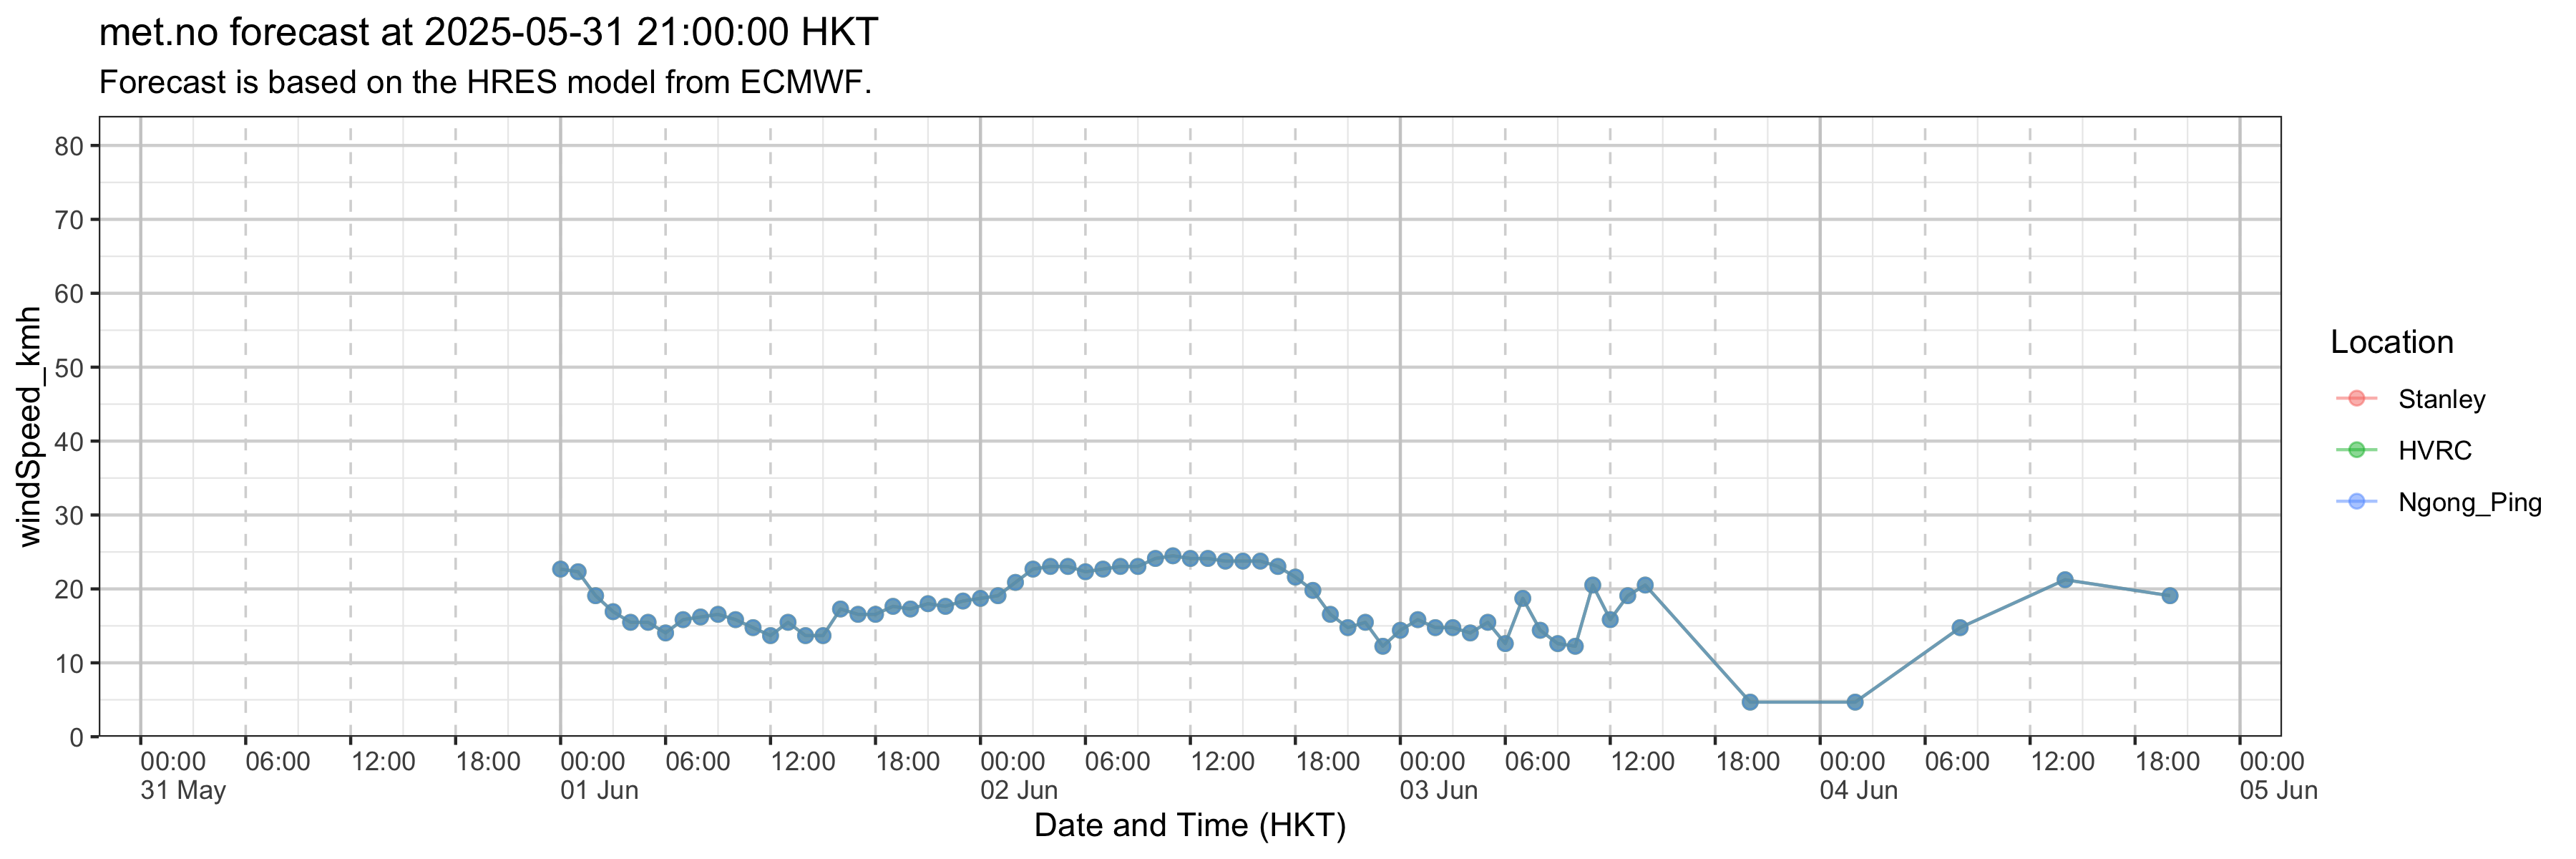 met.no forecast at 2025-05-31 21:00:00 HKT
Forecast is based on the HRES model from ECMWF.
windSpeed_kmh
80
70
60
50
40
30
20
10
0
00:00 06:00 12:00 18:00 00:00 06:00 12:00 18:00 00:00 06:00 12:00 18:00 00:00 06:00 12:00 18:00 00:00 06:00 12:00 18:00 00:00
31 May 01 Jun 02 Jun 03 Jun 04 Jun 05 Jun
Date and Time (HKT)
Location
Stanley
HVRC
Ngong_Ping